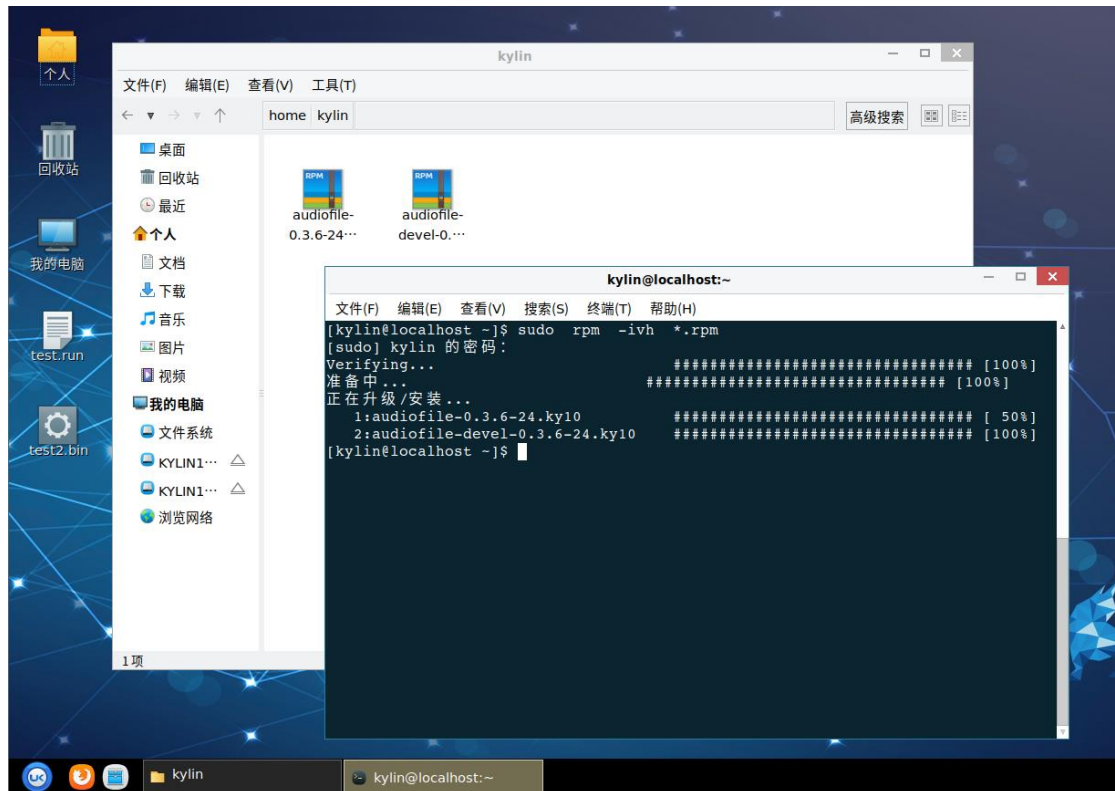 个人
回收站
我的电脑
test.run
test2.bin
kylin
文件(F) 编辑(E) 查看(V) 工具(T)
home kylin
高级搜索
桌面
回收站
最近
个人
文档
下载
音乐
图片
视频
我的电脑
文件系统
KYLIN1···
KYLIN1···
浏览网络
RPM
audiofile-
0.3.6-24···
RPM
audiofile-
devel-0.···
1项
kylin@localhost:~
文件(F) 编辑(E) 查看(V) 搜索(S) 终端(T) 帮助(H)
[kylin@localhost ~]$ sudo rpm -ivh *.rpm
[sudo] kylin 的密码：
Verifying... ################################# [100%]
准备中... ################################# [100%]
正在升级/安装...
1:audiofile-0.3.6-24.ky10 ################################# [ 50%]
2:audiofile-devel-0.3.6-24.ky10 ################################# [100%]
[kylin@localhost ~]$
UK
kylin
kylin@localhost:~